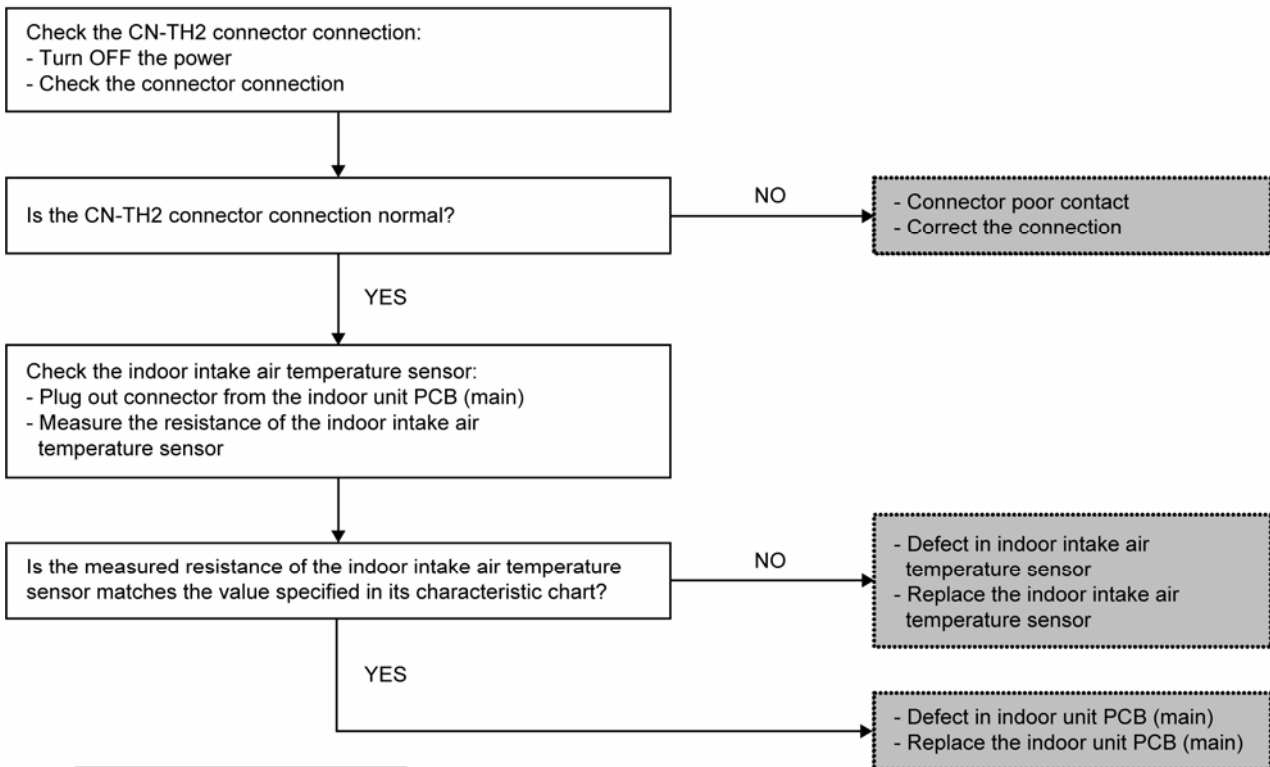 Check the CN-TH2 connector connection:
- Turn OFF the power
- Check the connector connection
Is the CN-TH2 connector connection normal?
NO
- Connector poor contact
- Correct the connection
YES
Check the indoor intake air temperature sensor:
- Plug out connector from the indoor unit PCB (main)
- Measure the resistance of the indoor intake air
temperature sensor
Is the measured resistance of the indoor intake air temperature
sensor matches the value specified in its characteristic chart?
NO
- Defect in indoor intake air
temperature sensor
- Replace the indoor intake air
temperature sensor
YES
- Defect in indoor unit PCB (main)
- Replace the indoor unit PCB (main)